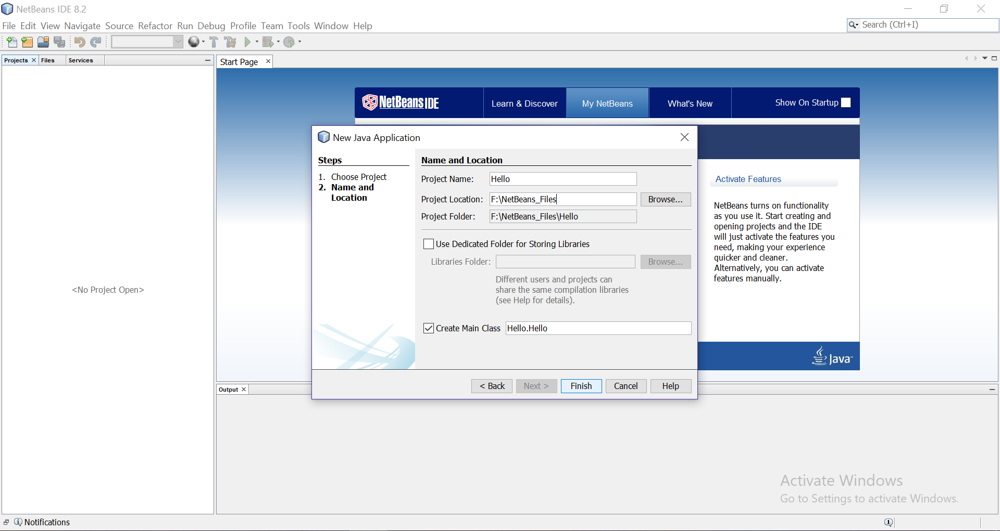 NetBeans IDE 8.2
File Edit View Navigate Source Refactor Run Debug Profile Team Tools Window Help
Search (Ctrl+I)
Projects Files Services
Start Page
NetBeans IDE
Learn & Discover
My NetBeans
What's New
Show On Startup
New Java Application
Steps
1. Choose Project
2. Name and
Location
Name and Location
Project Name: Hello
Project Location: F:\NetBeans_Files Browse...
Project Folder: F:\NetBeans_Files\Hello
Use Dedicated Folder for Storing Libraries
Libraries Folder: Browse...
Different users and projects can
share the same compilation libraries
(see Help for details).
Create Main Class Hello.Hello
< Back Next > Finish Cancel Help
Activate Features
NetBeans turns on functionality
as you use it. Start creating and
opening projects and the IDE
will just activate the features you
need, making your experience
quicker and cleaner.
Alternatively, you can activate
features manually.
Java™
<No Project Open>
Output
Activate Windows
Go to Settings to activate Windows.
Notifications